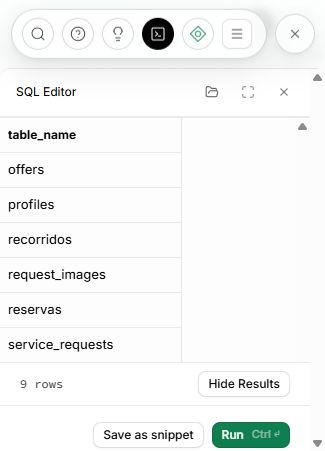 SQL Editor
table_name
offers
profiles
recorridos
request_images
reservas
service_requests
9 rows
Hide Results
Save as snippet
Run Ctrl ↵